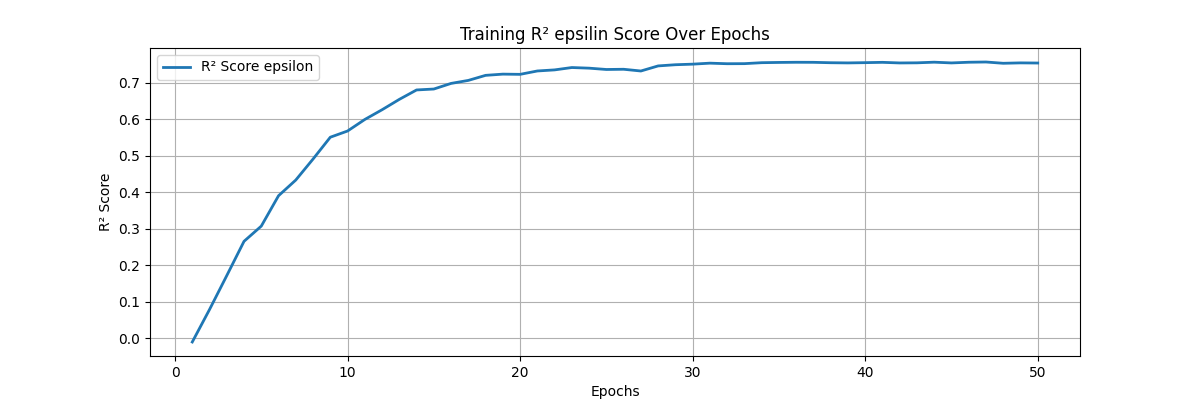 Training R² epsilin Score Over Epochs
R² Score epsilon
R² Score
0.7
0.6
0.5
0.4
0.3
0.2
0.1
0.0
0 10 20 30 40 50
Epochs